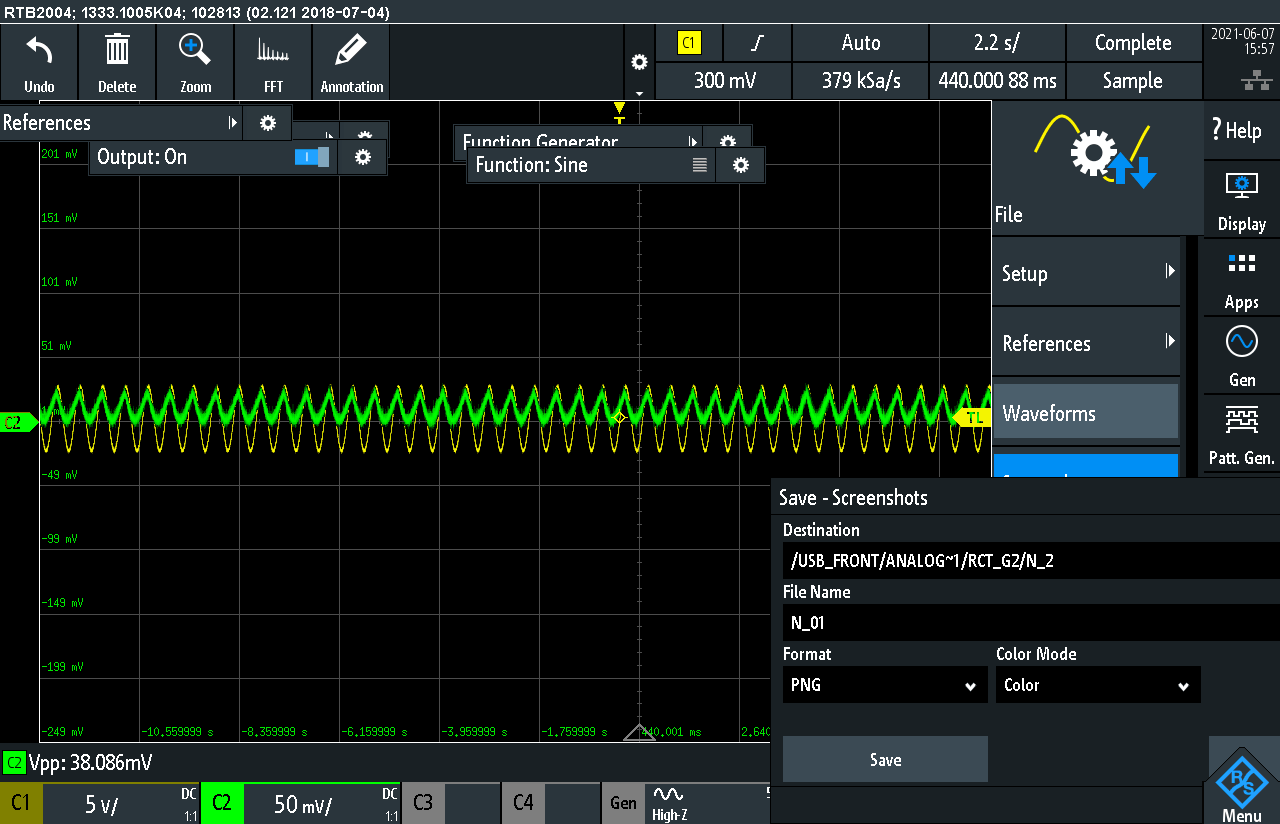 RTB2004; 1333.1005K04; 102813 (02.121 2018-07-04)
Undo
Delete
Zoom
FFT
Annotation
C1
Auto
2.2 s/
Complete
300 mV
379 kSa/s
440.000 88 ms
Sample
2021-06-07
15:57
References
Output: On
Function Generator
Function: Sine
T
201 mV
151 mV
101 mV
51 mV
-49 mV
-99 mV
-149 mV
-199 mV
-249 mV
-10,559999 s
-8,359999 s
-6,159999 s
-3,959999 s
-1,759999 s
440,001 ms
2,640
C2
TL
File
Setup
References
Waveforms
? Help
Display
Apps
Gen
Patt. Gen.
Save - Screenshots
Destination
/USB_FRONT/ANALOG~1/RCT_G2/N_2
File Name
N_01
Format
Color Mode
PNG
Color
Save
C2 Vpp: 38.086mV
C1
5 V/
DC
1:1
C2
50 mV/
DC
1:1
C3
C4
Gen
High-Z
R&S
Menu